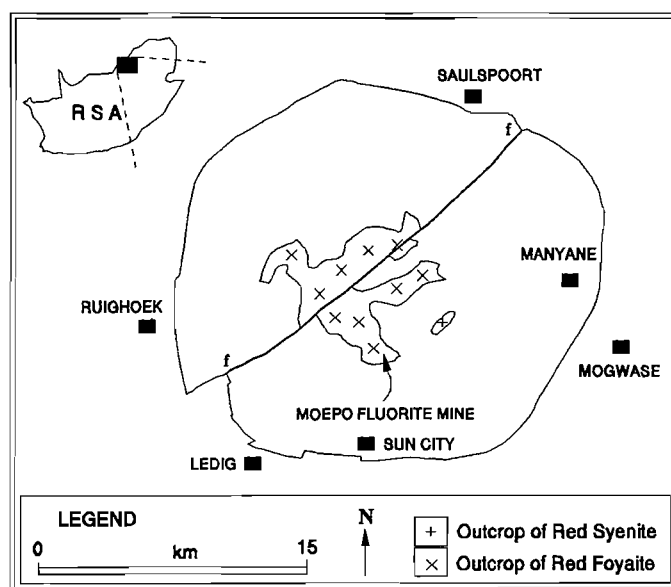 SAULSPOORT
R S A
f
MANYANE
RUIGHOEK
MOGWASE
f
MOEPO FLUORITE MINE
SUN CITY
LEDIG
LEGEND
0 15
km
N
Outcrop of Red Syenite
Outcrop of Red Foyaite